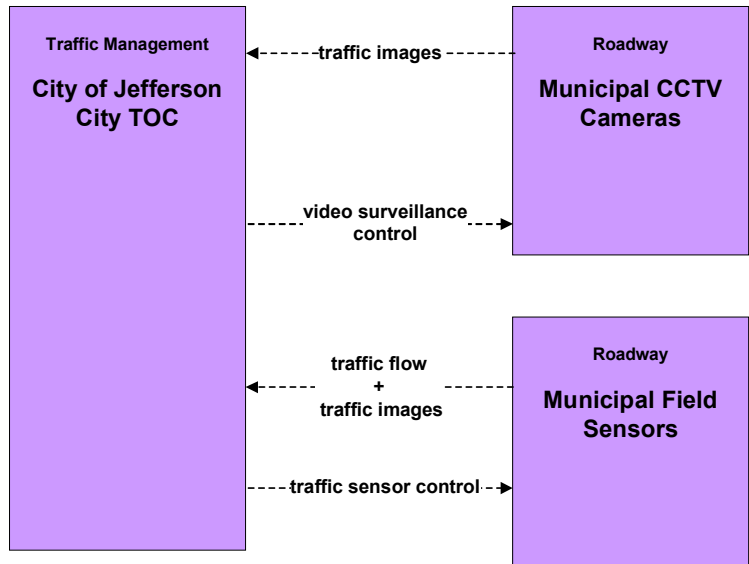 Traffic Management
City of Jefferson
City TOC
traffic images
Roadway
Municipal CCTV
Cameras
video surveillance
control
traffic flow
+
traffic images
Roadway
Municipal Field
Sensors
traffic sensor control